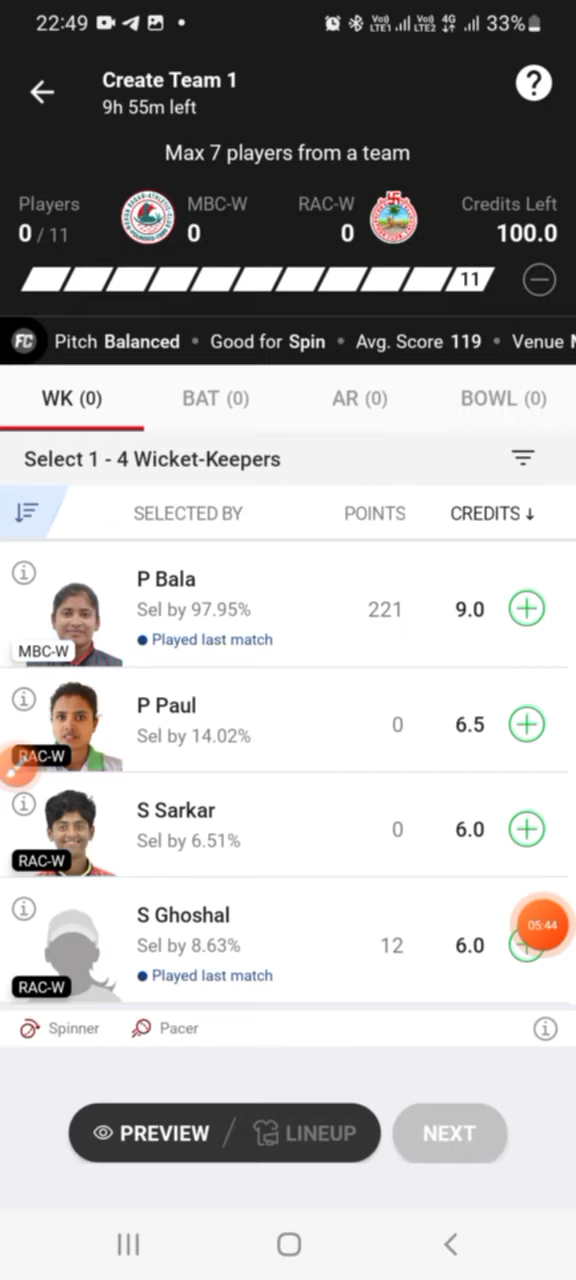 22:49 Vo)) LTE1 Vo)) LTE2 4G 33%
Create Team 1
9h 55m left
?
Max 7 players from a team
Players MBC-W RAC-W Credits Left
0 / 11 0 0 100.0
11
FC Pitch Balanced • Good for Spin • Avg. Score 119 • Venue
WK (0) BAT (0) AR (0) BOWL (0)
Select 1 - 4 Wicket-Keepers
SELECTED BY POINTS CREDITS ↓
P Bala
Sel by 97.95% 221 9.0
Played last match
MBC-W
P Paul
Sel by 14.02% 0 6.5
RAC-W
S Sarkar
Sel by 6.51% 0 6.0
RAC-W
S Ghoshal
Sel by 8.63% 12 6.0
05:44
Played last match
RAC-W
Spinner Pacer
PREVIEW / LINEUP NEXT